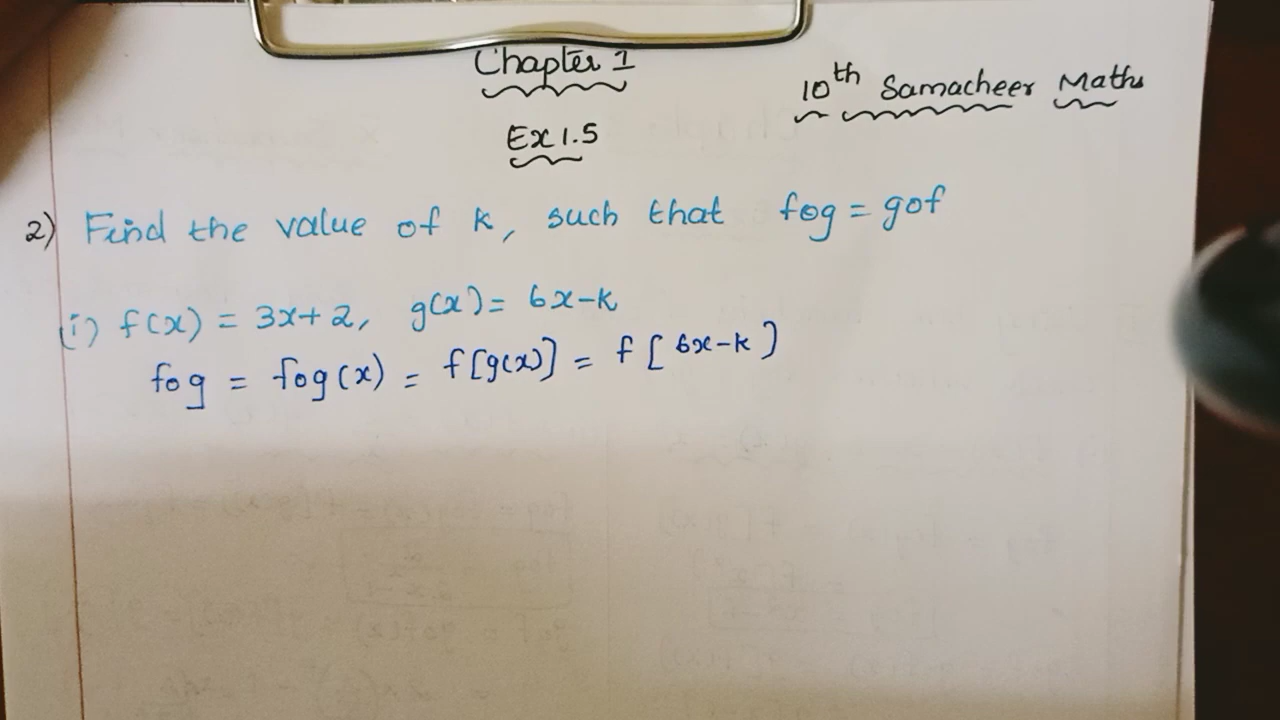 Chapter 1
10th Samacheer Maths
Ex 1.5
2) Find the value of k, such that fog = gof
(i) f(x) = 3x+2, g(x) = 6x-k
fog = fog(x) = f[g(x)] = f[6x-k]